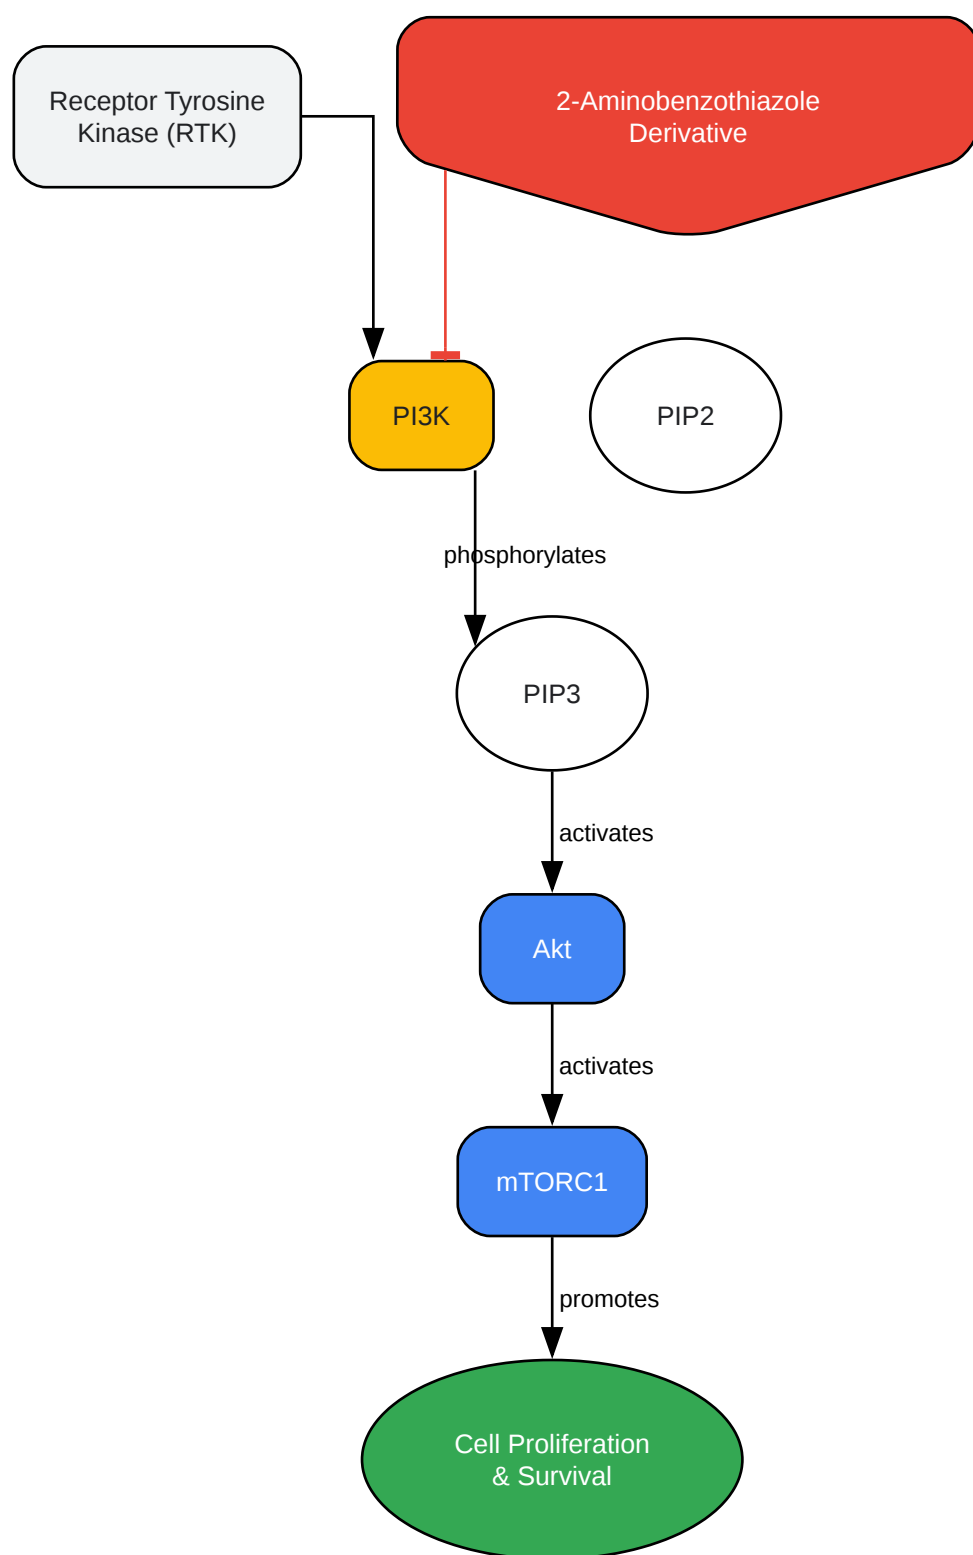 Receptor Tyrosine
Kinase (RTK)
2-Aminobenzothiazole
Derivative
PI3K
PIP2
phosphorylates
PIP3
activates
Akt
activates
mTORC1
promotes
Cell Proliferation
& Survival